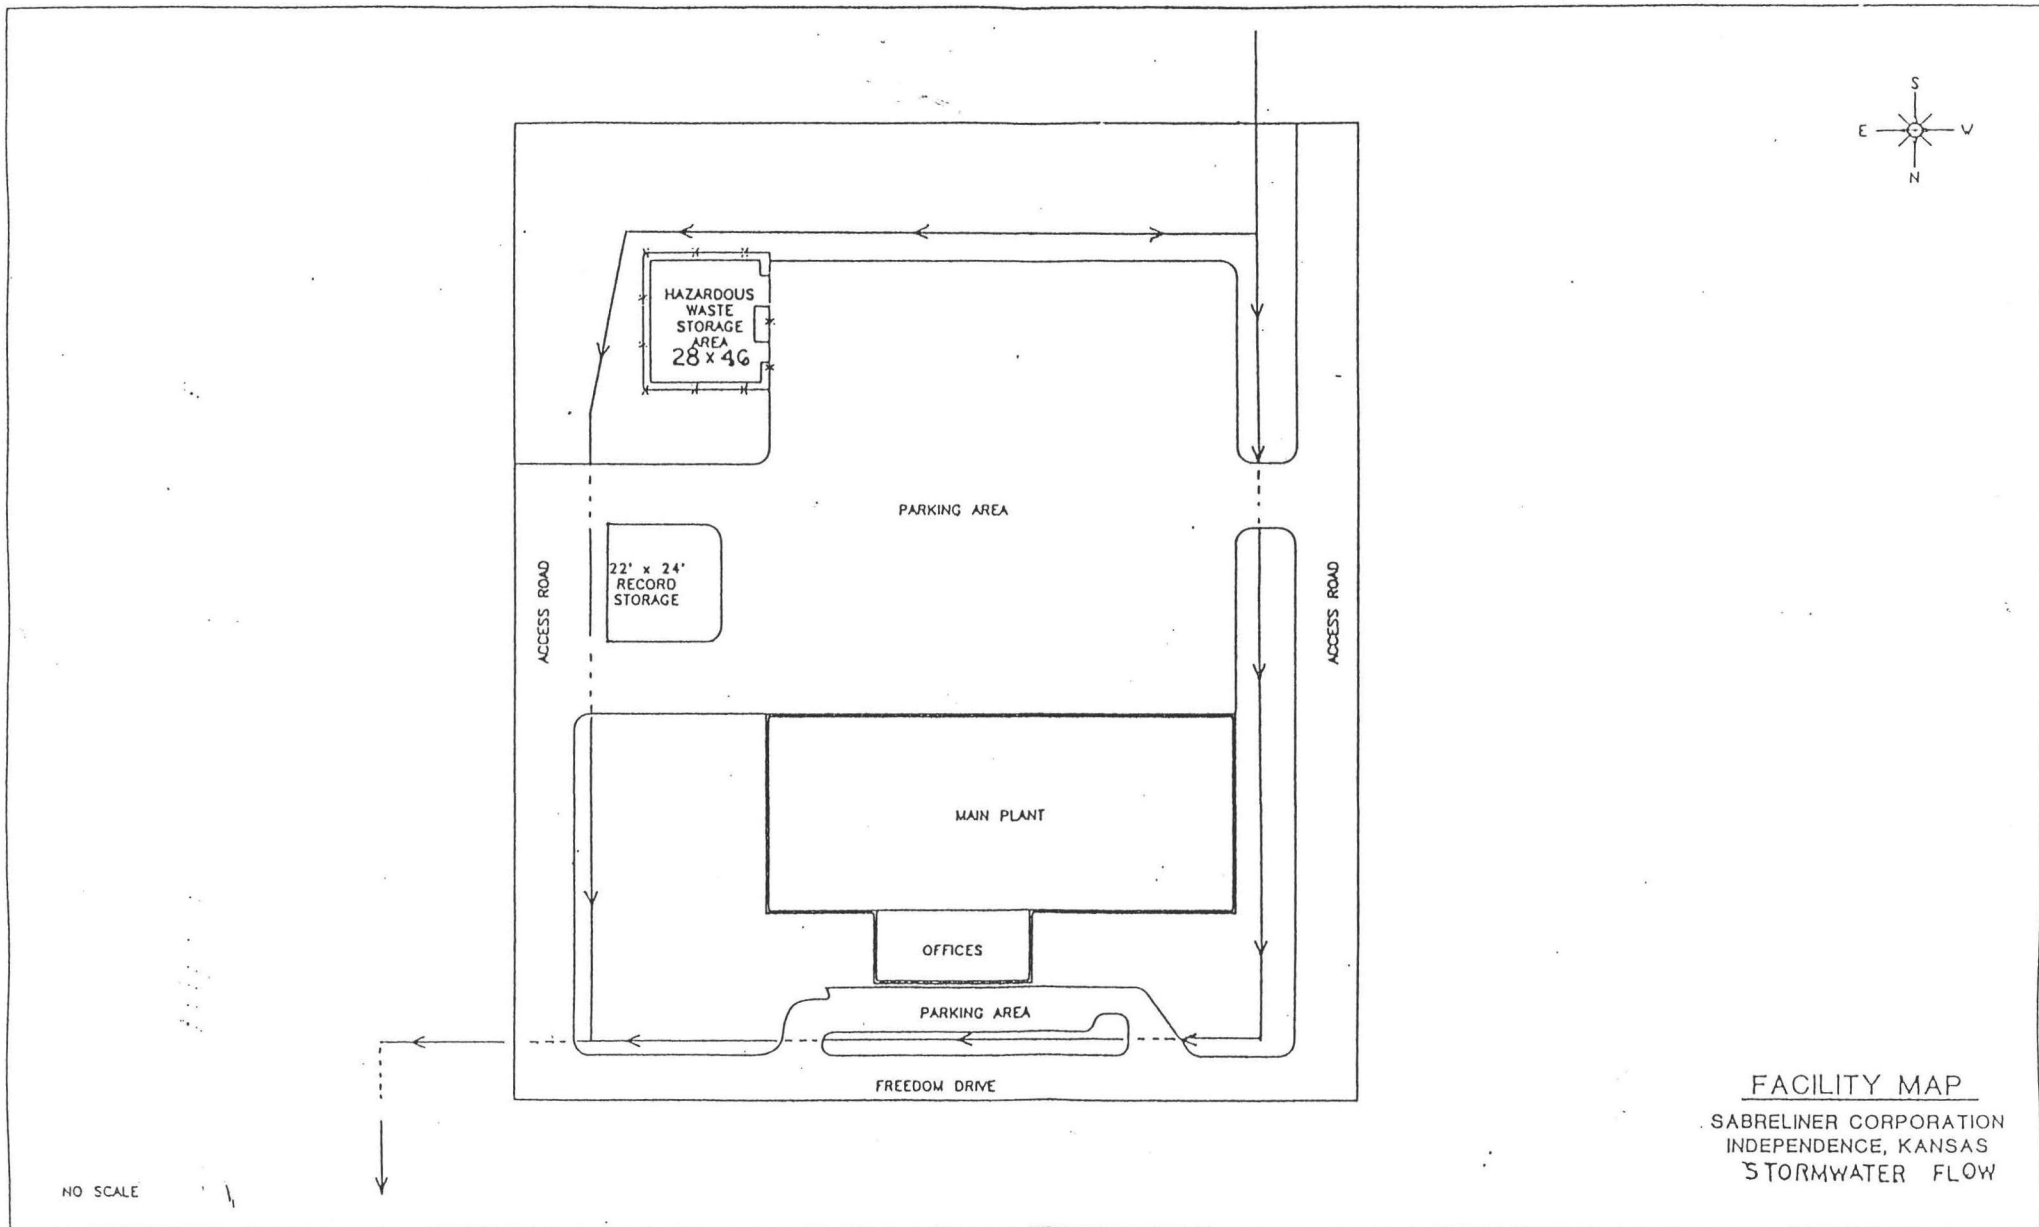 S
E W
N
HAZARDOUS
WASTE
STORAGE
AREA
28 x 46
PARKING AREA
22' x 24'
RECORD
STORAGE
ACCESS ROAD
ACCESS ROAD
MAIN PLANT
OFFICES
PARKING AREA
FREEDOM DRIVE
FACILITY MAP
SABRELINER CORPORATION
INDEPENDENCE, KANSAS
STORMWATER FLOW
NO SCALE